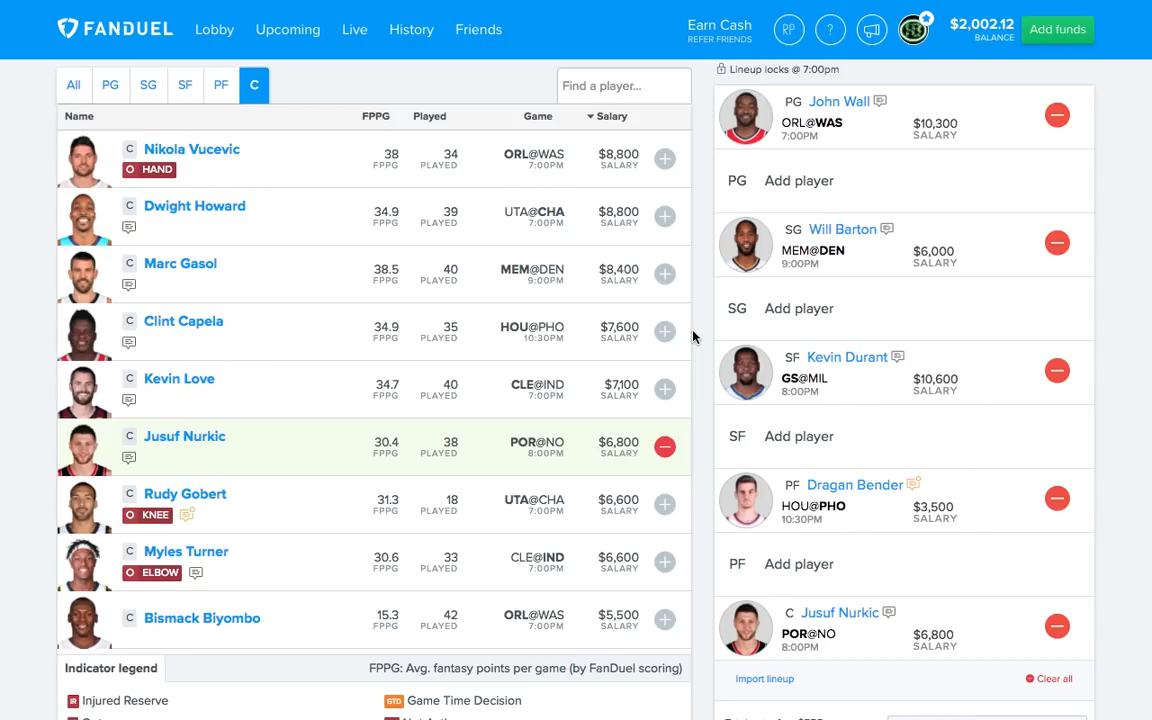 FANDUEL Lobby Upcoming Live History Friends Earn Cash REFER FRIENDS RP ? $2,002.12 BALANCE Add funds
All PG SG SF PF C Find a player...
Name FPPG Played Game Salary
C Nikola Vucevic 38 FPPG 34 PLAYED ORL@WAS 7:00PM $8,800 SALARY
O HAND
C Dwight Howard 34.9 FPPG 39 PLAYED UTA@CHA 7:00PM $8,800 SALARY
C Marc Gasol 38.5 FPPG 40 PLAYED MEM@DEN 9:00PM $8,400 SALARY
C Clint Capela 34.9 FPPG 35 PLAYED HOU@PHO 10:30PM $7,600 SALARY
C Kevin Love 34.7 FPPG 40 PLAYED CLE@IND 7:00PM $7,100 SALARY
C Jusuf Nurkic 30.4 FPPG 38 PLAYED POR@NO 8:00PM $6,800 SALARY
C Rudy Gobert 31.3 FPPG 18 PLAYED UTA@CHA 7:00PM $6,600 SALARY
O KNEE
C Myles Turner 30.6 FPPG 33 PLAYED CLE@IND 7:00PM $6,600 SALARY
O ELBOW
C Bismack Biyombo 15.3 FPPG 42 PLAYED ORL@WAS 7:00PM $5,500 SALARY
Indicator legend FPPG: Avg. fantasy points per game (by FanDuel scoring)
IR Injured Reserve GTD Game Time Decision
Lineup locks @ 7:00pm
PG John Wall
ORL@WAS $10,300
7:00PM SALARY
PG Add player
SG Will Barton
MEM@DEN $6,000
9:00PM SALARY
SG Add player
SF Kevin Durant
GS@MIL $10,600
8:00PM SALARY
SF Add player
PF Dragan Bender
HOU@PHO $3,500
10:30PM SALARY
PF Add player
C Jusuf Nurkic
POR@NO $6,800
8:00PM SALARY
Import lineup Clear all